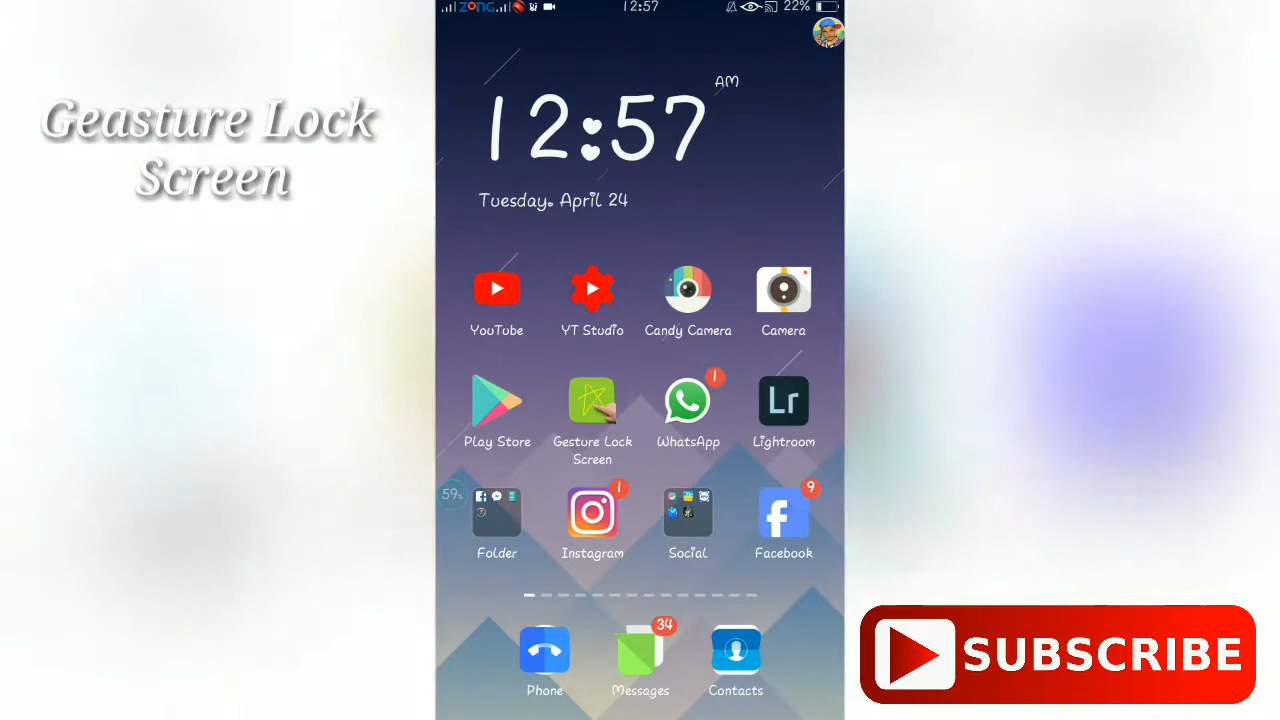 Geasture Lock
Screen
ZONG
12:57
22%
12:57
AM
Tuesday, April 24
YouTube
YT Studio
Candy Camera
Camera
Play Store
Gesture Lock
Screen
1
WhatsApp
Lr
Lightroom
59%
Folder
1
Instagram
Social
9
Facebook
Phone
34
Messages
Contacts
SUBSCRIBE